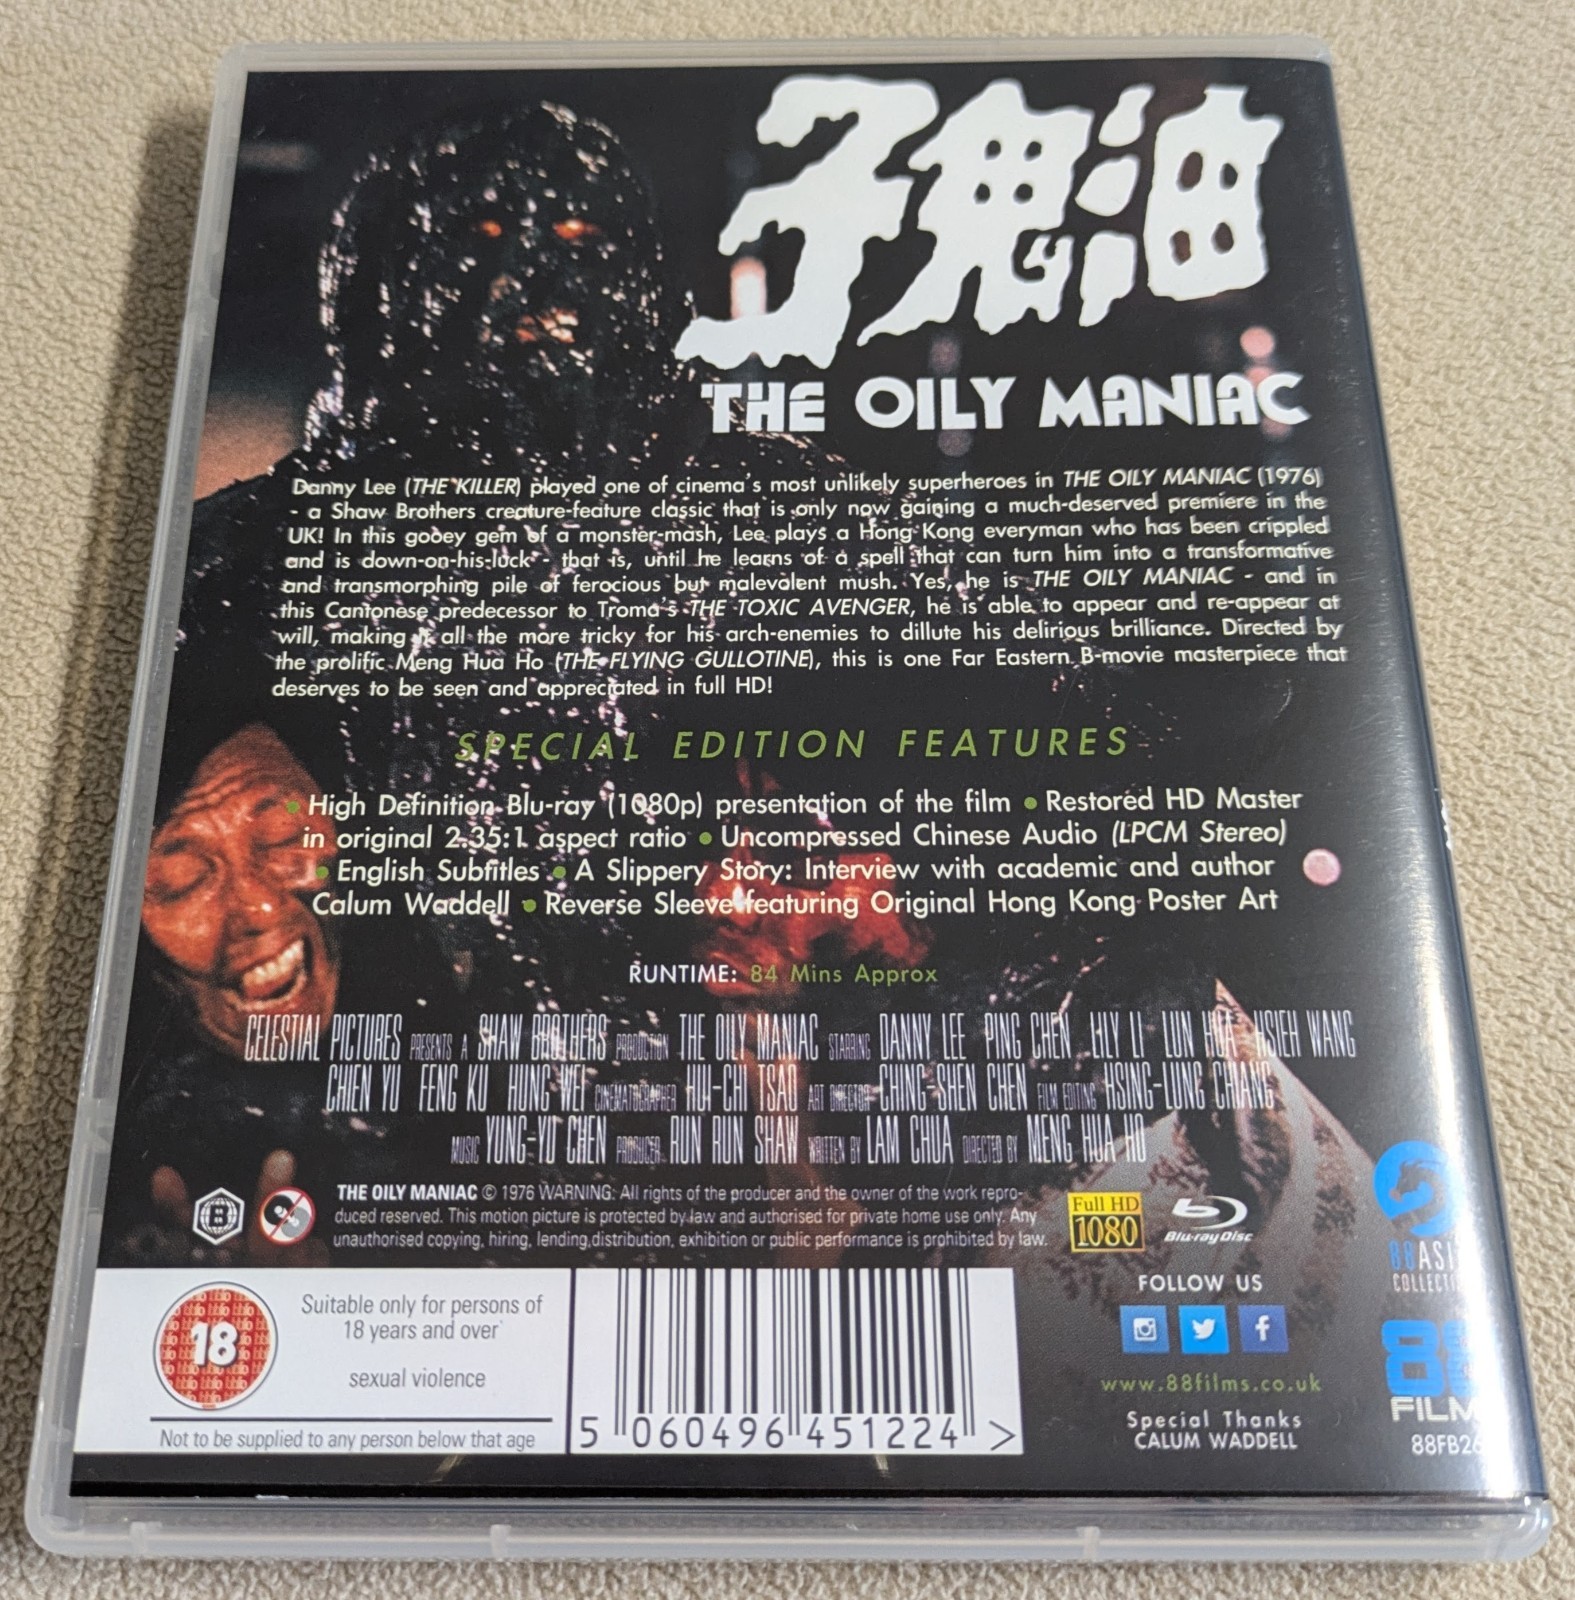 子鬼油
THE OILY MANIAC
Danny Lee (THE KILLER) played one of cinema's most unlikely superheroes in THE OILY MANIAC (1976)
- a Shaw Brothers creature-feature classic that is only now gaining a much-deserved premiere in the
UK! In this gooey gem of a monster-mash, Lee plays a Hong Kong everyman who has been crippled
and is down-on-his-luck - that is, until he learns of a spell that can turn him into a transformative
and transmorphing pile of ferocious but malevolent mush. Yes, he is THE OILY MANIAC - and in
this Cantonese predecessor to Troma's THE TOXIC AVENGER, he is able to appear and re-appear at
will, making it all the more tricky for his arch-enemies to dillute his delirious brilliance. Directed by
the prolific Meng Hua Ho (THE FLYING GULLOTINE), this is one Far Eastern B-movie masterpiece that
deserves to be seen and appreciated in full HD!
SPECIAL EDITION FEATURES
• High Definition Blu-ray (1080p) presentation of the film • Restored HD Master
in original 2.35:1 aspect ratio • Uncompressed Chinese Audio (LPCM Stereo)
• English Subtitles • A Slippery Story: Interview with academic and author
Calum Waddell • Reverse Sleeve featuring Original Hong Kong Poster Art
RUNTIME: 84 Mins Approx
CELESTIAL PICTURES PRESENTS A SHAW BROTHERS PRODUCTION THE OILY MANIAC STARRING DANNY LEE PING CHEN LILY LI LUN HUA HSIEH WANG
CHIEN YU FENG KU HUNG WEI CINEMATOGRAPHER HUI-CHI TSAO ART DIRECTOR CHING-SHEN CHEN FILM EDITING HSING-LUNG CHIANG
MUSIC YUNG-YU CHEN PRODUCER RUN RUN SHAW WRITTEN BY LAM CHUA DIRECTED BY MENG HUA HO
THE OILY MANIAC © 1976 WARNING: All rights of the producer and the owner of the work repro-
duced reserved. This motion picture is protected by law and authorised for private home use only. Any
unauthorised copying, hiring, lending,distribution, exhibition or public performance is prohibited by law.
B
Full HD
1080
Blu-ray Disc
88ASI
COLLECTI
18
Suitable only for persons of
18 years and over
sexual violence
Not to be supplied to any person below that age
5 060496 451224 >
FOLLOW US
www.88films.co.uk
Special Thanks
CALUM WADDELL
88
FILM
88FB26